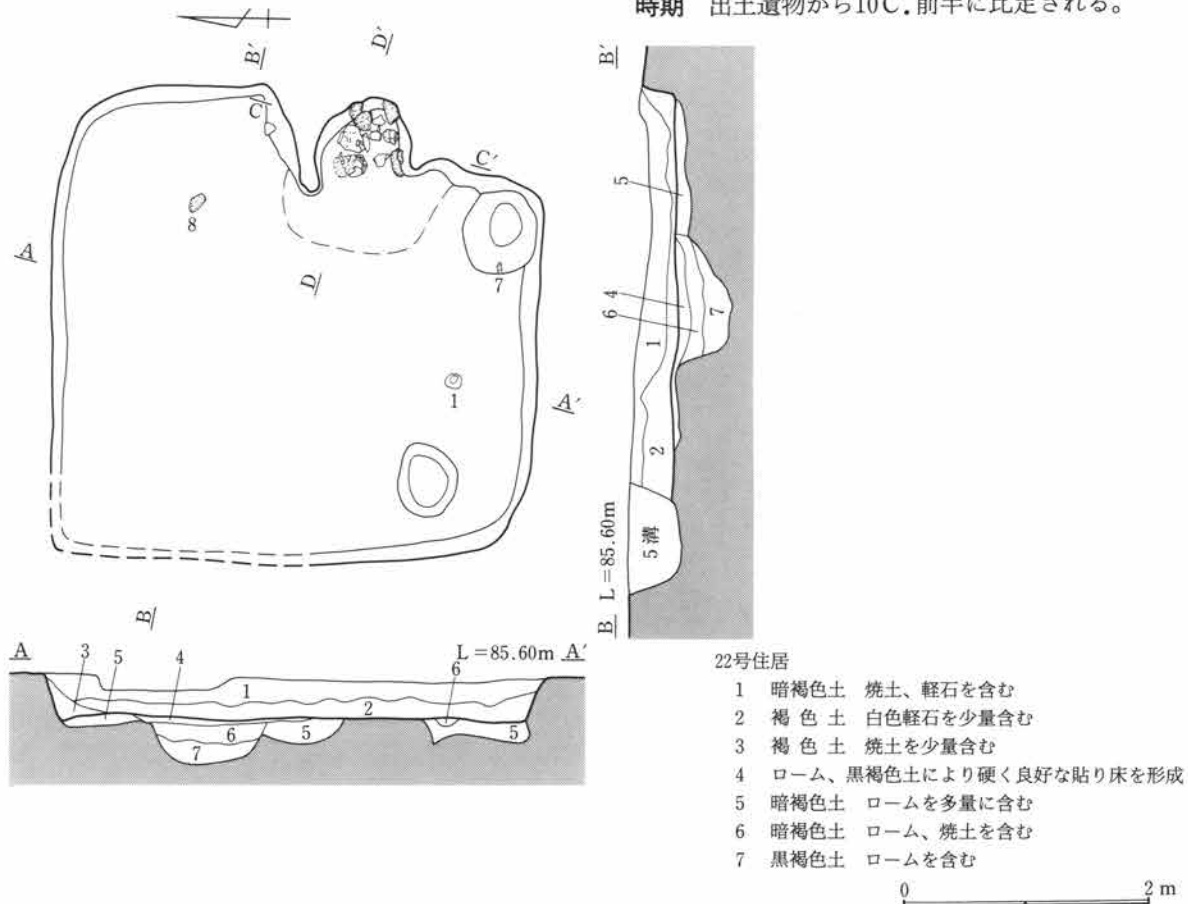 時期 出土遺物から10C.前半に比定される。
B'
D'
C
C'
8
7
A
D
1
A'
B
A
3
5
4
L=85.60m
A'
6
1
2
5
6
7
5
B'
5
4
6
7
1
2
5溝
B L=85.60m
22号住居
1 暗褐色土 焼土、軽石を含む
2 褐色土 白色軽石を少量含む
3 褐色土 焼土を少量含む
4 ローム、黒褐色土により硬く良好な貼り床を形成
5 暗褐色土 ロームを多量に含む
6 暗褐色土 ローム、焼土を含む
7 黒褐色土 ロームを含む
0 2m